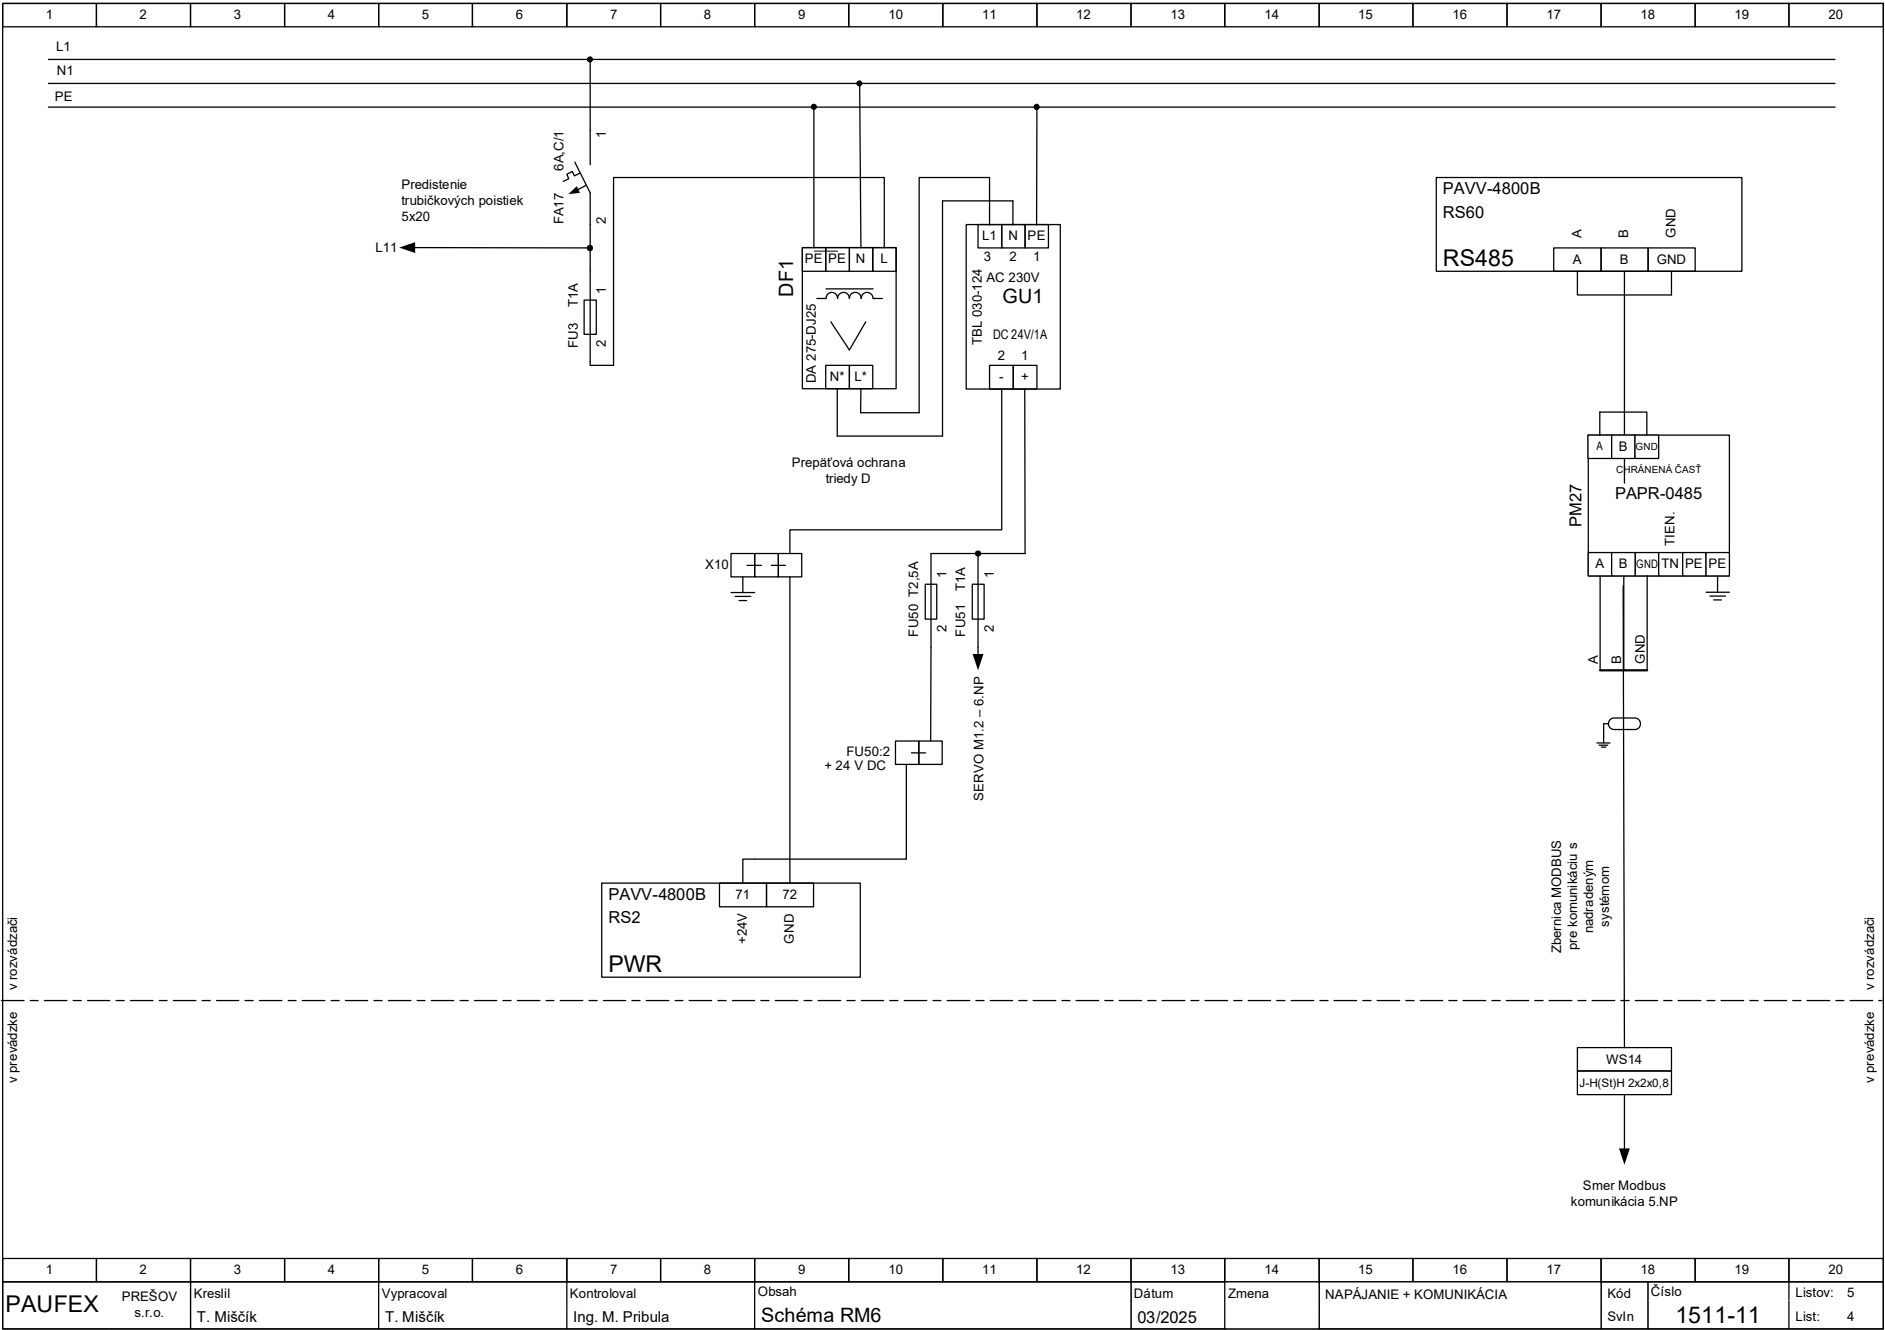 1 2 3 4 5 6 7 8 9 10 11 12 13 14 15 16 17 18 19 20
L1
N1
PE
FA17 6A,C/1
1
2
Predistenie
trubičkových poistiek
5x20
L11
FU3 T1A
1
2
DF1
PE PE N L
DA 275-DJ25
N* L*
Prepäťová ochrana
triedy D
L1 N PE
3 2 1
AC 230V
GU1
TBL 030-124
DC 24V/1A
2 1
- +
X10
FU50 T2,5A
1
2
FU51 T1A
1
2
SERVO M1.2 – 6.NP
FU50:2
+ 24 V DC
PAVV-4800B
RS2
PWR
71 72
+24V
GND
PAVV-4800B
RS60
RS485
A
B
GND
A B GND
A B GND
CHRÁNENÁ ČASŤ
PAPR-0485
PM27
TIEN.
A B GND TN PE PE
A
B
GND
Zbernica MODBUS
pre komunikáciu s
nadradeným
systémom
v rozvádzači
v prevádzke
v rozvádzači
v prevádzke
WS14
J-H(St)H 2x2x0,8
Smer Modbus
komunikácia 5.NP
1 2 3 4 5 6 7 8 9 10 11 12 13 14 15 16 17 18 19 20
PAUFEX
PREŠOV
s.r.o.
Kreslil
T. Miščík
Vypracoval
T. Miščík
Kontroloval
Ing. M. Pribula
Obsah
Schéma RM6
Dátum
03/2025
Zmena
NAPÁJANIE + KOMUNIKÁCIA
Kód
SvIn
Číslo
1511-11
Listov: 5
List: 4